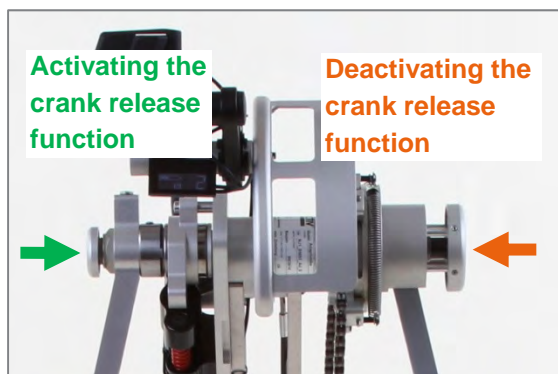 Activating the
crank release
function
Deactivating the
crank release
function